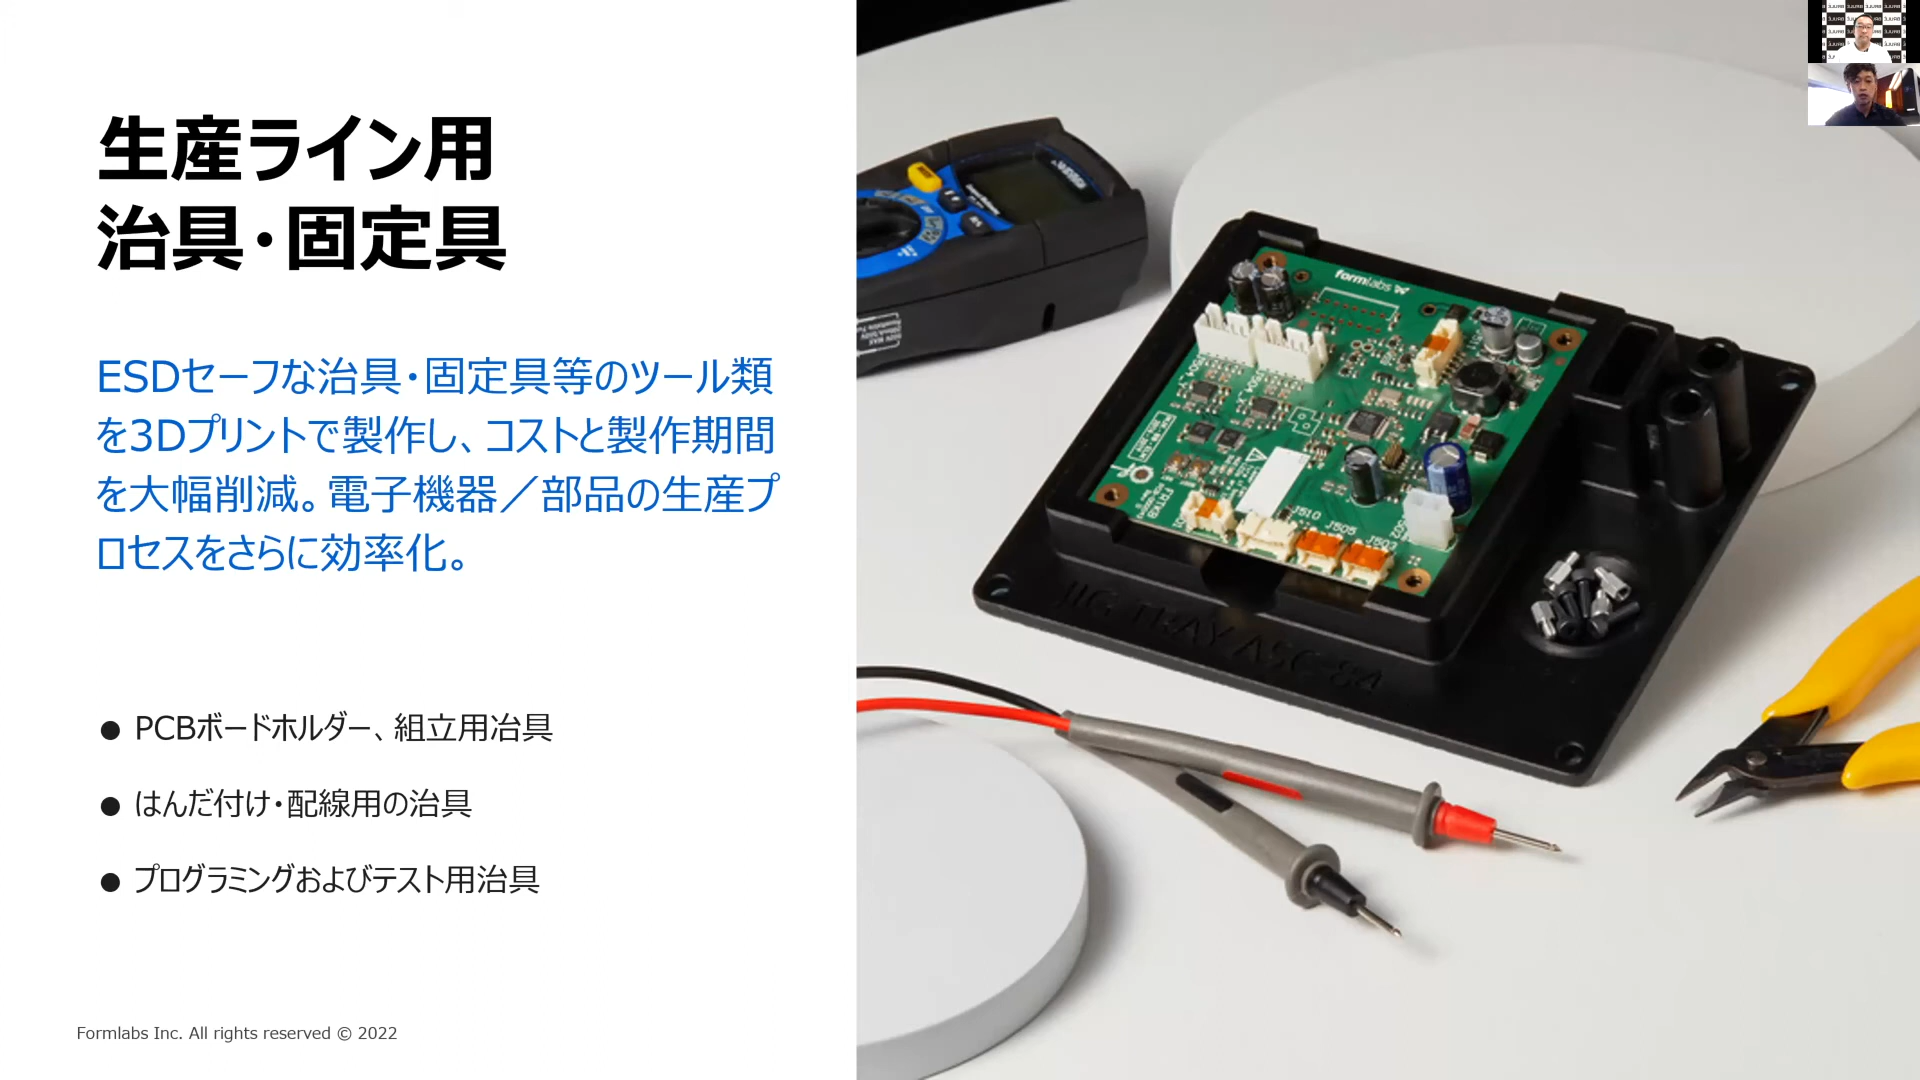 生産ライン用
治具・固定具
ESDセーフな治具・固定具等のツール類
を3Dプリントで製作し、コストと製作期間
を大幅削減。電子機器／部品の生産プ
ロセスをさらに効率化。
● PCBボードホルダー、組立用冶具
● はんだ付け・配線用の治具
● プログラミングおよびテスト用治具
Formlabs Inc. All rights reserved © 2022
formlabs
J510
J505
J503
JIG TRAY ASC-84